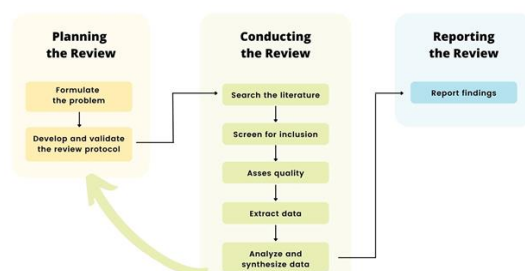 Planning
the Review
Formulate
the problem
Develop and validate
the review protocol
Conducting
the Review
Search the literature
Screen for inclusion
Asses quality
Extract data
Analyze and
synthesize data
Reporting
the Review
Report findings